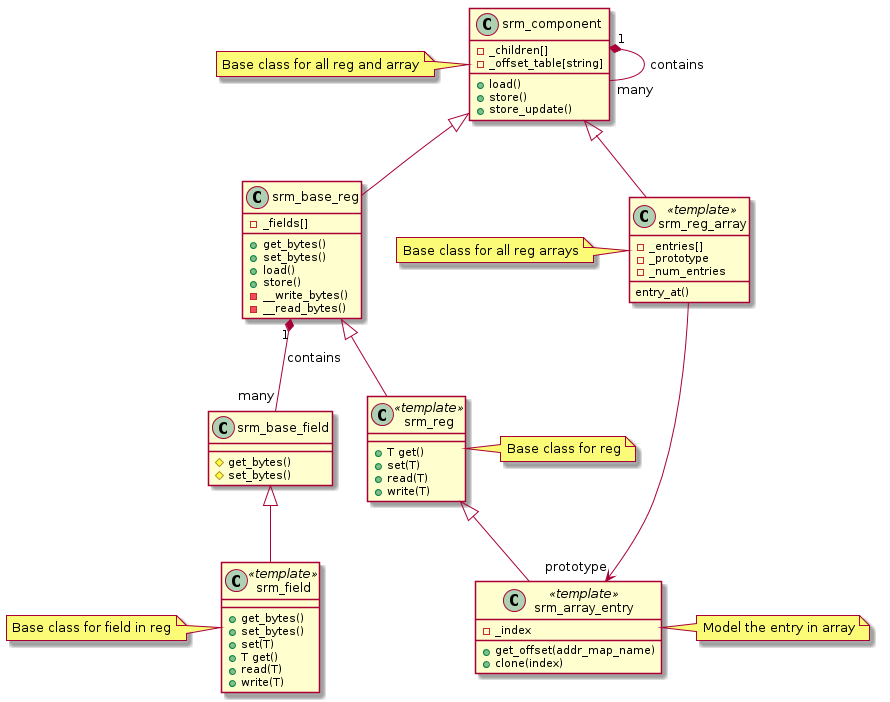 C srm_component
_children[]
_offset_table[string]
load()
store()
store_update()
Base class for all reg and array
1
contains
many
C srm_base_reg
_fields[]
get_bytes()
set_bytes()
load()
store()
__write_bytes()
__read_bytes()
C «template»
srm_reg_array
_entries[]
_prototype
_num_entries
entry_at()
Base class for all reg arrays
1
contains
many
C srm_base_field
get_bytes()
set_bytes()
C «template»
srm_reg
T get()
set(T)
read(T)
write(T)
Base class for reg
prototype
C «template»
srm_field
get_bytes()
set_bytes()
set(T)
T get()
read(T)
write(T)
Base class for field in reg
C «template»
srm_array_entry
_index
get_offset(addr_map_name)
clone(index)
Model the entry in array